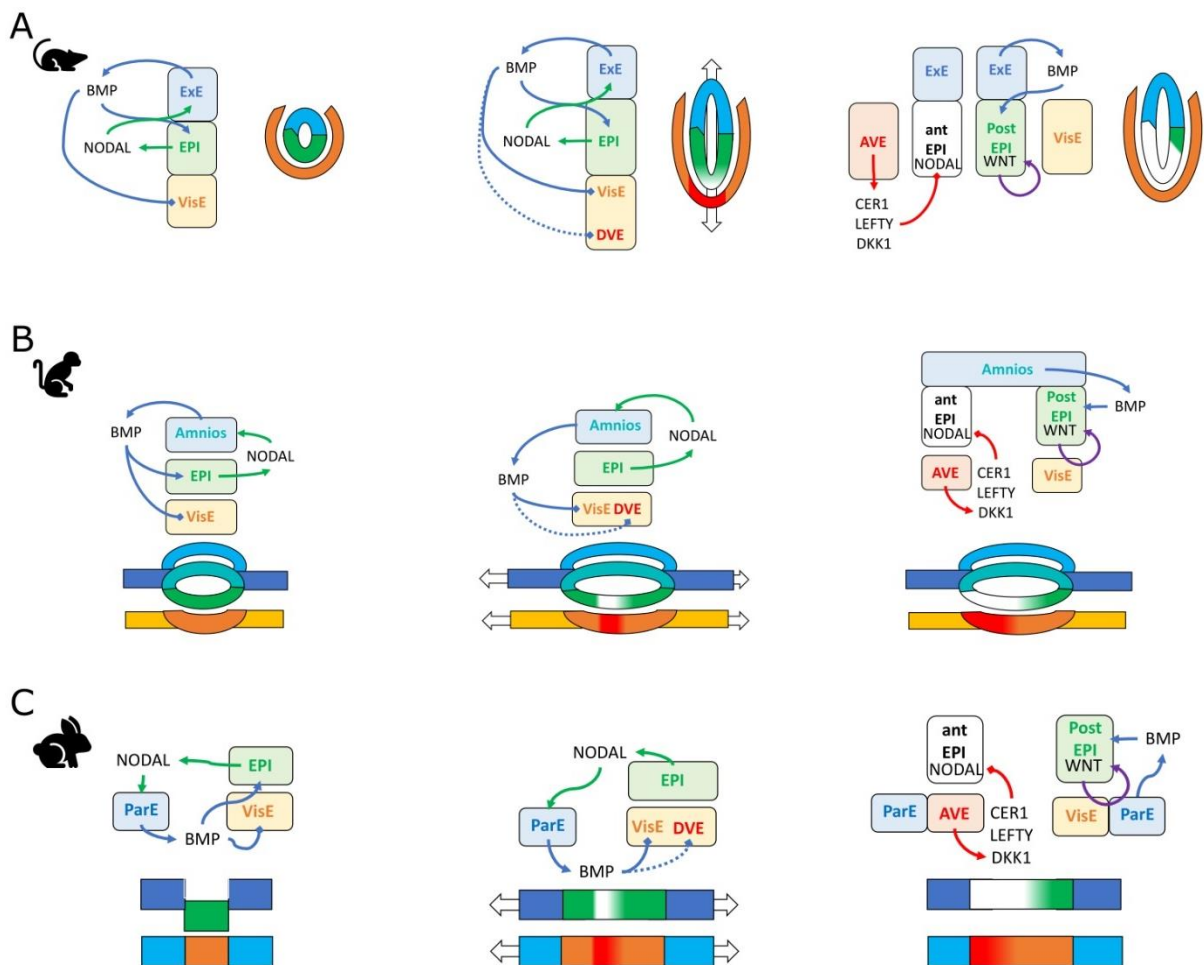 A
BMP
ExE
NODAL
EPI
VisE
BMP
ExE
NODAL
EPI
VisE
DVE
ExE
ExE
BMP
AVE
ant
EPI
NODAL
Post
EPI
WNT
VisE
CER1
LEFTY
DKK1
B
BMP
Amnios
NODAL
EPI
VisE
Amnios
NODAL
EPI
BMP
VisE DVE
Amnios
ant
EPI
NODAL
Post
EPI
WNT
BMP
AVE
CER1
LEFTY
DKK1
VisE
C
NODAL
EPI
ParE
VisE
BMP
NODAL
EPI
ParE
VisE DVE
BMP
ant
EPI
NODAL
Post
EPI
WNT
BMP
ParE
AVE
CER1
LEFTY
DKK1
VisE
ParE